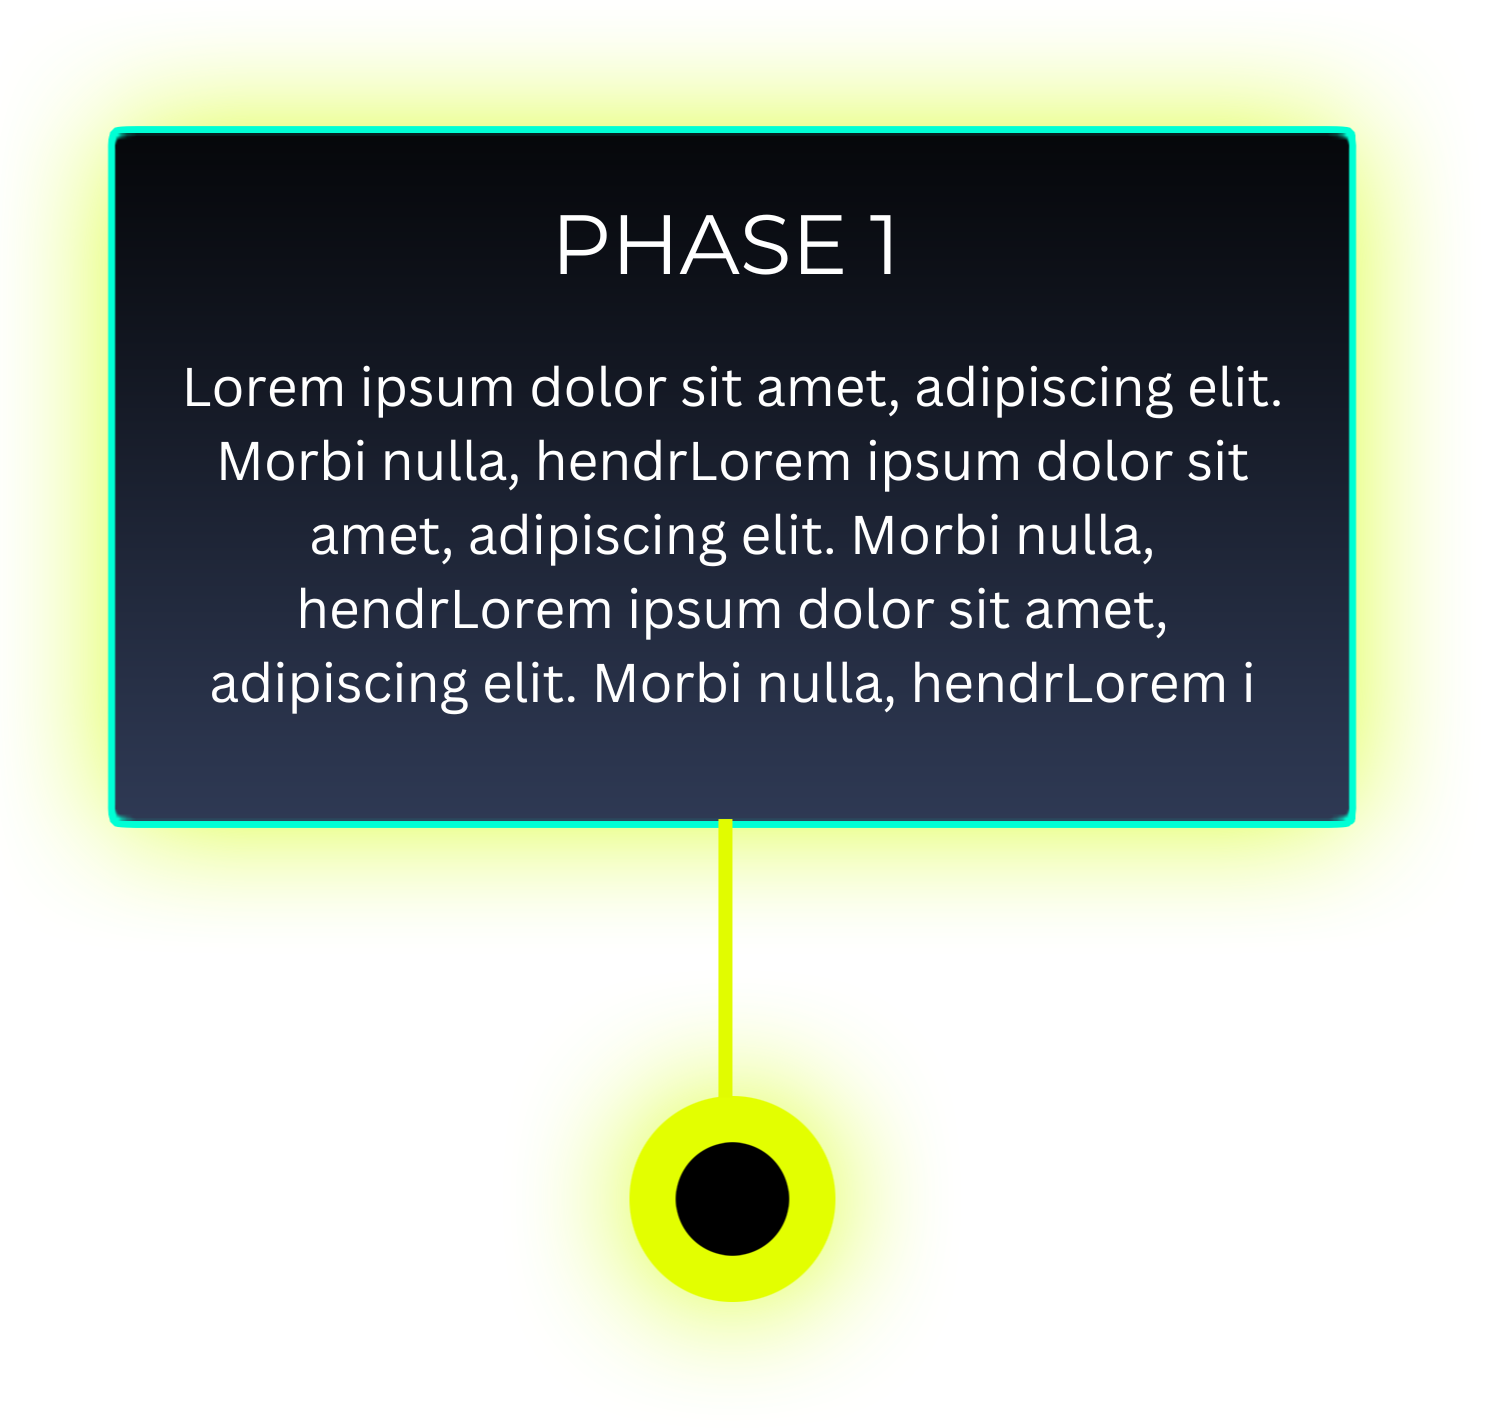 PHASE 1
Lorem ipsum dolor sit amet, adipiscing elit.
Morbi nulla, hendrLorem ipsum dolor sit
amet, adipiscing elit. Morbi nulla,
hendrLorem ipsum dolor sit amet,
adipiscing elit. Morbi nulla, hendrLorem i